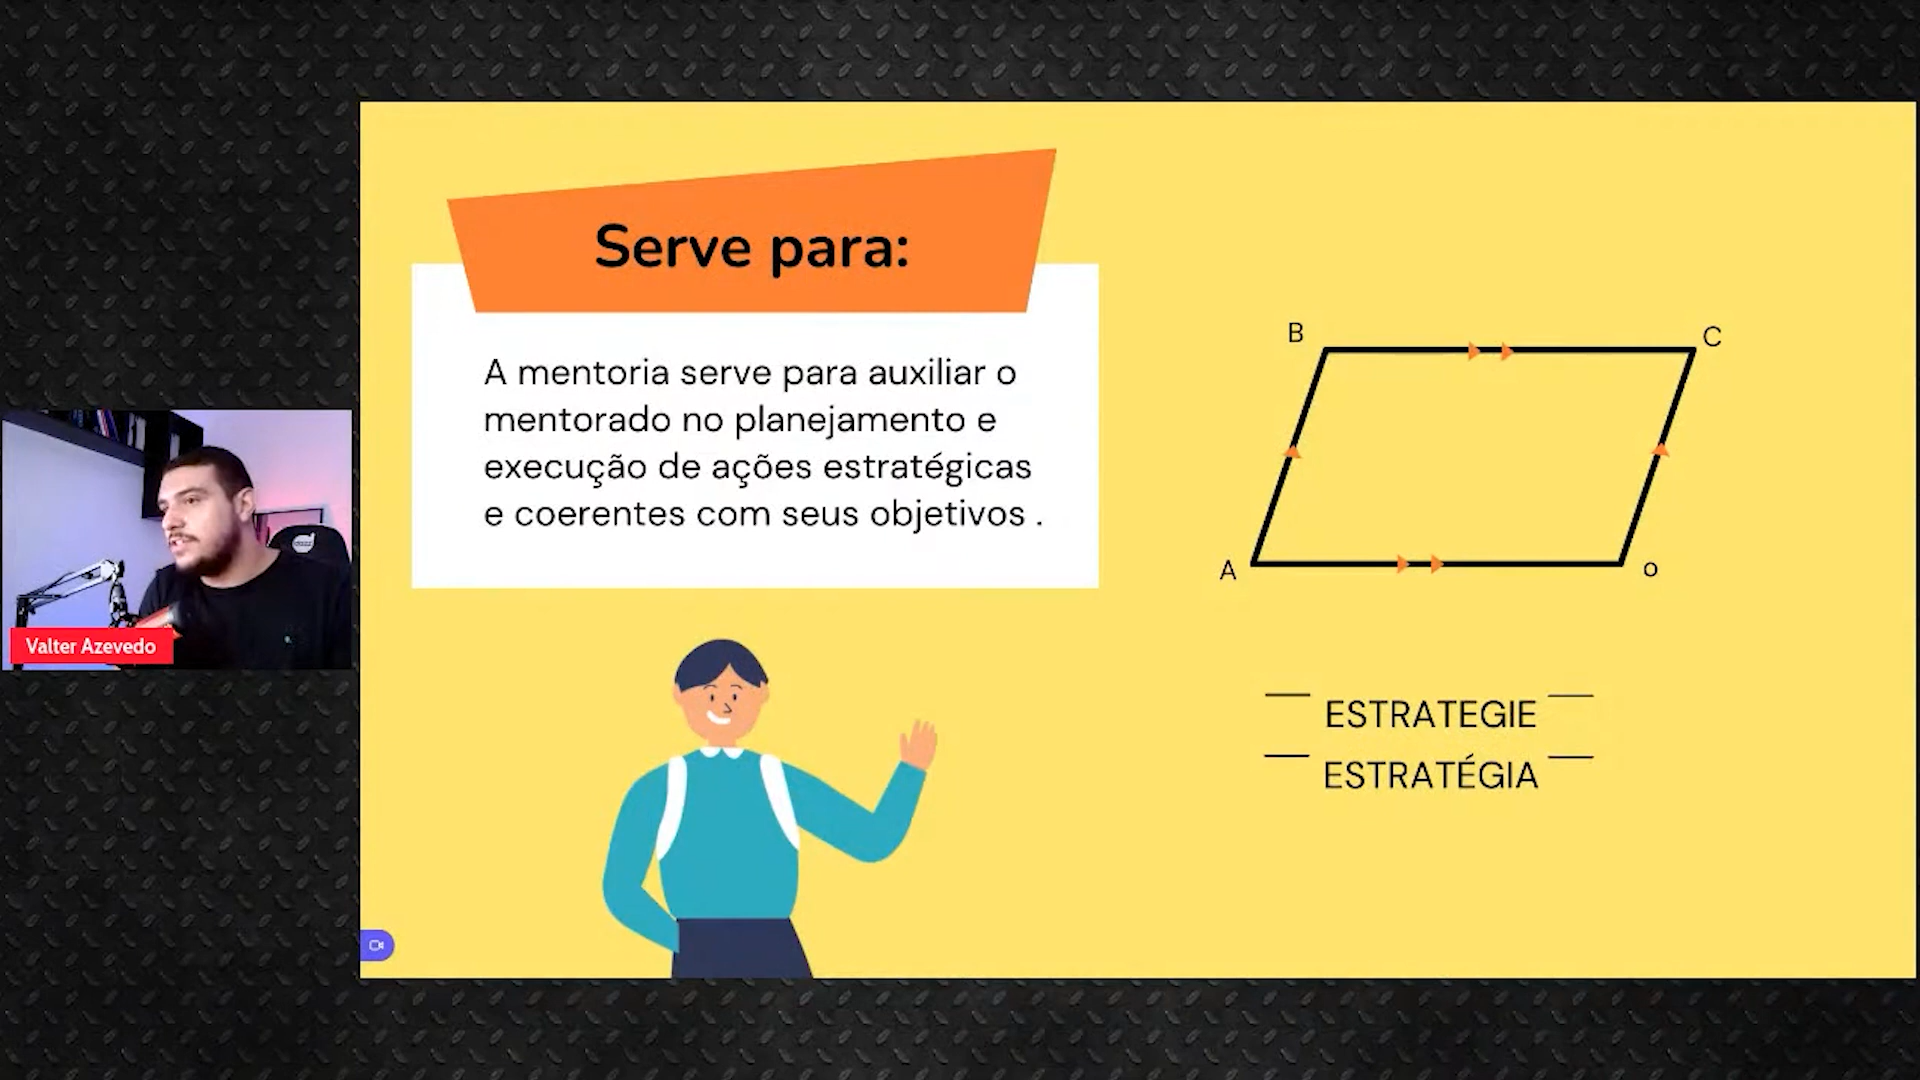 Serve para:
A mentoria serve para auxiliar o
mentorado no planejamento e
execução de ações estratégicas
e coerentes com seus objetivos .
B
C
A
o
ESTRATEGIE
ESTRATÉGIA
Valter Azevedo